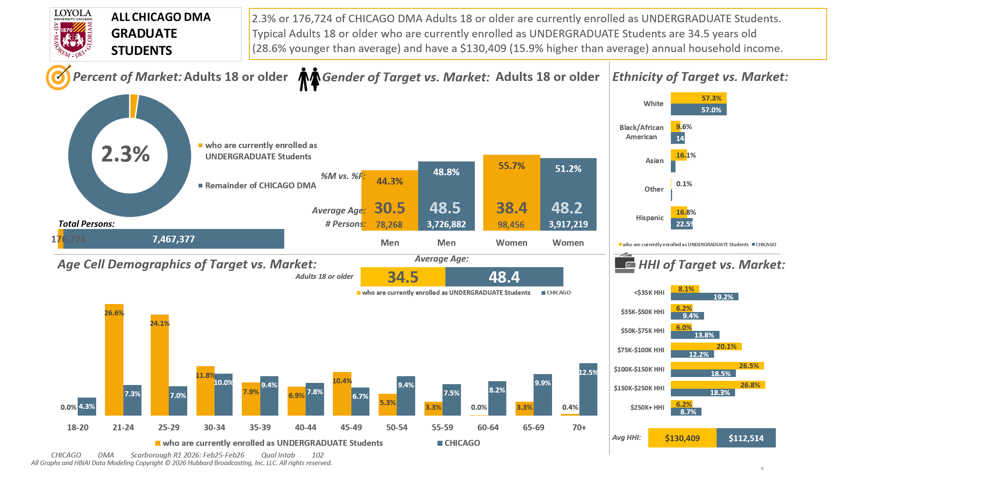 LOYOLA
UNIVERSITY CHICAGO
1870
AD • MAJOREM • DEI • GLORIAM
ALL CHICAGO DMA
GRADUATE
STUDENTS
2.3% or 176,724 of CHICAGO DMA Adults 18 or older are currently enrolled as UNDERGRADUATE Students.
Typical Adults 18 or older who are currently enrolled as UNDERGRADUATE Students are 34.5 years old
(28.6% younger than average) and have a $130,409 (15.9% higher than average) annual household income.
Percent of Market: Adults 18 or older
2.3%
who are currently enrolled as
UNDERGRADUATE Students
Remainder of CHICAGO DMA
Total Persons:
176,724 7,467,377
Gender of Target vs. Market: Adults 18 or older
%M vs. %F: 44.3% 48.8% 55.7% 51.2%
Average Age: 30.5 48.5 38.4 48.2
# Persons: 78,268 3,726,882 98,456 3,917,219
Men Men Women Women
Ethnicity of Target vs. Market:
White 57.3%
57.0%
Black/African
American
9.6%
14
Asian 16.1%
Other 0.1%
Hispanic 16.8%
22.5%
who are currently enrolled as UNDERGRADUATE Students CHICAGO
Age Cell Demographics of Target vs. Market:
Average Age:
Adults 18 or older 34.5 48.4
who are currently enrolled as UNDERGRADUATE Students CHICAGO
0.0% 4.3% 26.6% 7.3% 24.1% 7.0% 11.8% 10.0% 7.9% 9.4% 6.9% 7.8% 10.4% 6.7% 5.3% 9.4% 3.3% 7.5% 0.0% 8.2% 3.3% 9.9% 0.4% 12.5%
18-20 21-24 25-29 30-34 35-39 40-44 45-49 50-54 55-59 60-64 65-69 70+
who are currently enrolled as UNDERGRADUATE Students CHICAGO
HHI of Target vs. Market:
<$35K HHI 8.1%
19.2%
$35K-$50K HHI 6.2%
9.4%
$50K-$75K HHI 6.0%
13.8%
$75K-$100K HHI 20.1%
12.2%
$100K-$150K HHI 26.5%
18.5%
$150K-$250K HHI 26.8%
18.3%
$250K+ HHI 6.2%
8.7%
Avg HHI: $130,409 $112,514
CHICAGO DMA Scarborough R1 2026: Feb25-Feb26 Qual Intab 102
All Graphs and HBIAI Data Modeling Copyright © 2026 Hubbard Broadcasting, Inc. LLC. All rights reserved.
©